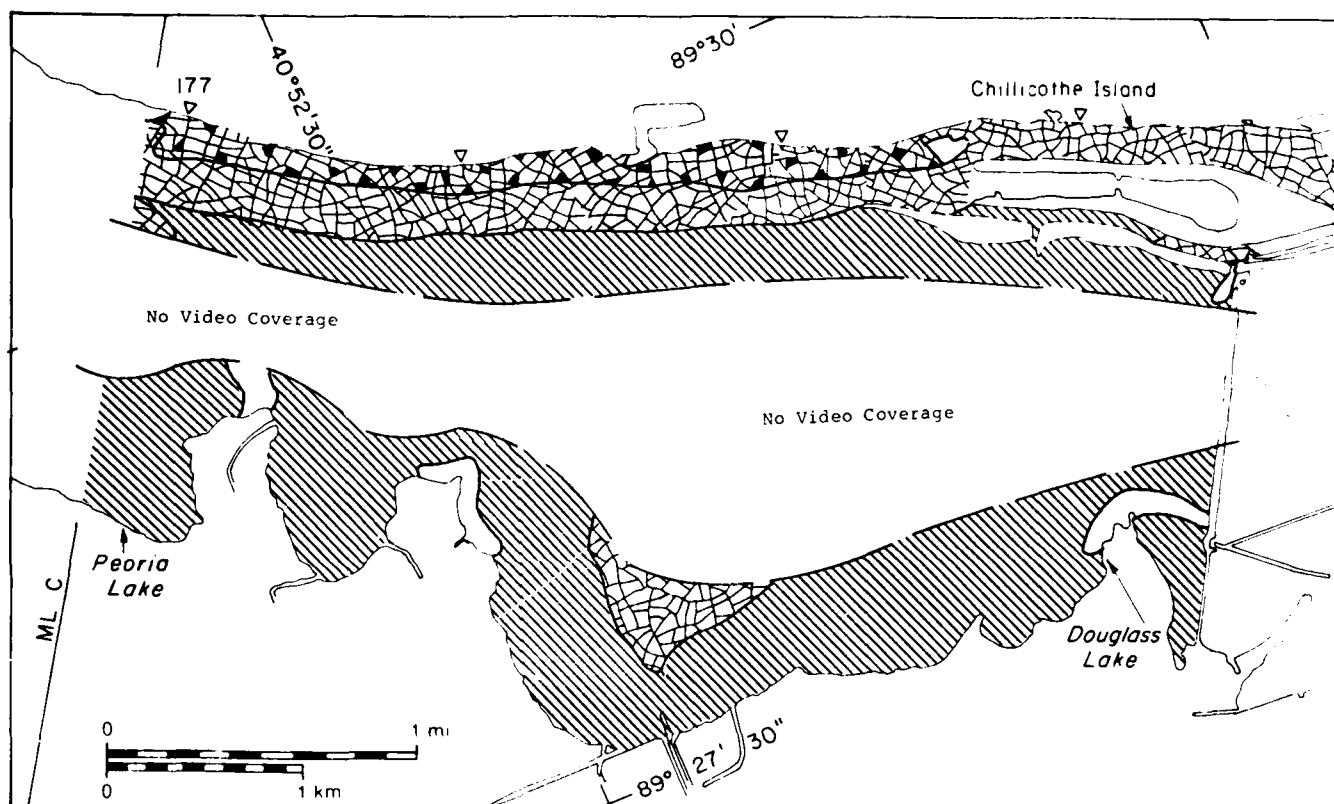 177
40°52'30"
89°30'
Chillicothe Island
No Video Coverage
No Video Coverage
Peoria
Lake
ML C
Douglass
Lake
0 1 mi
0 1 km
89° 27' 30"